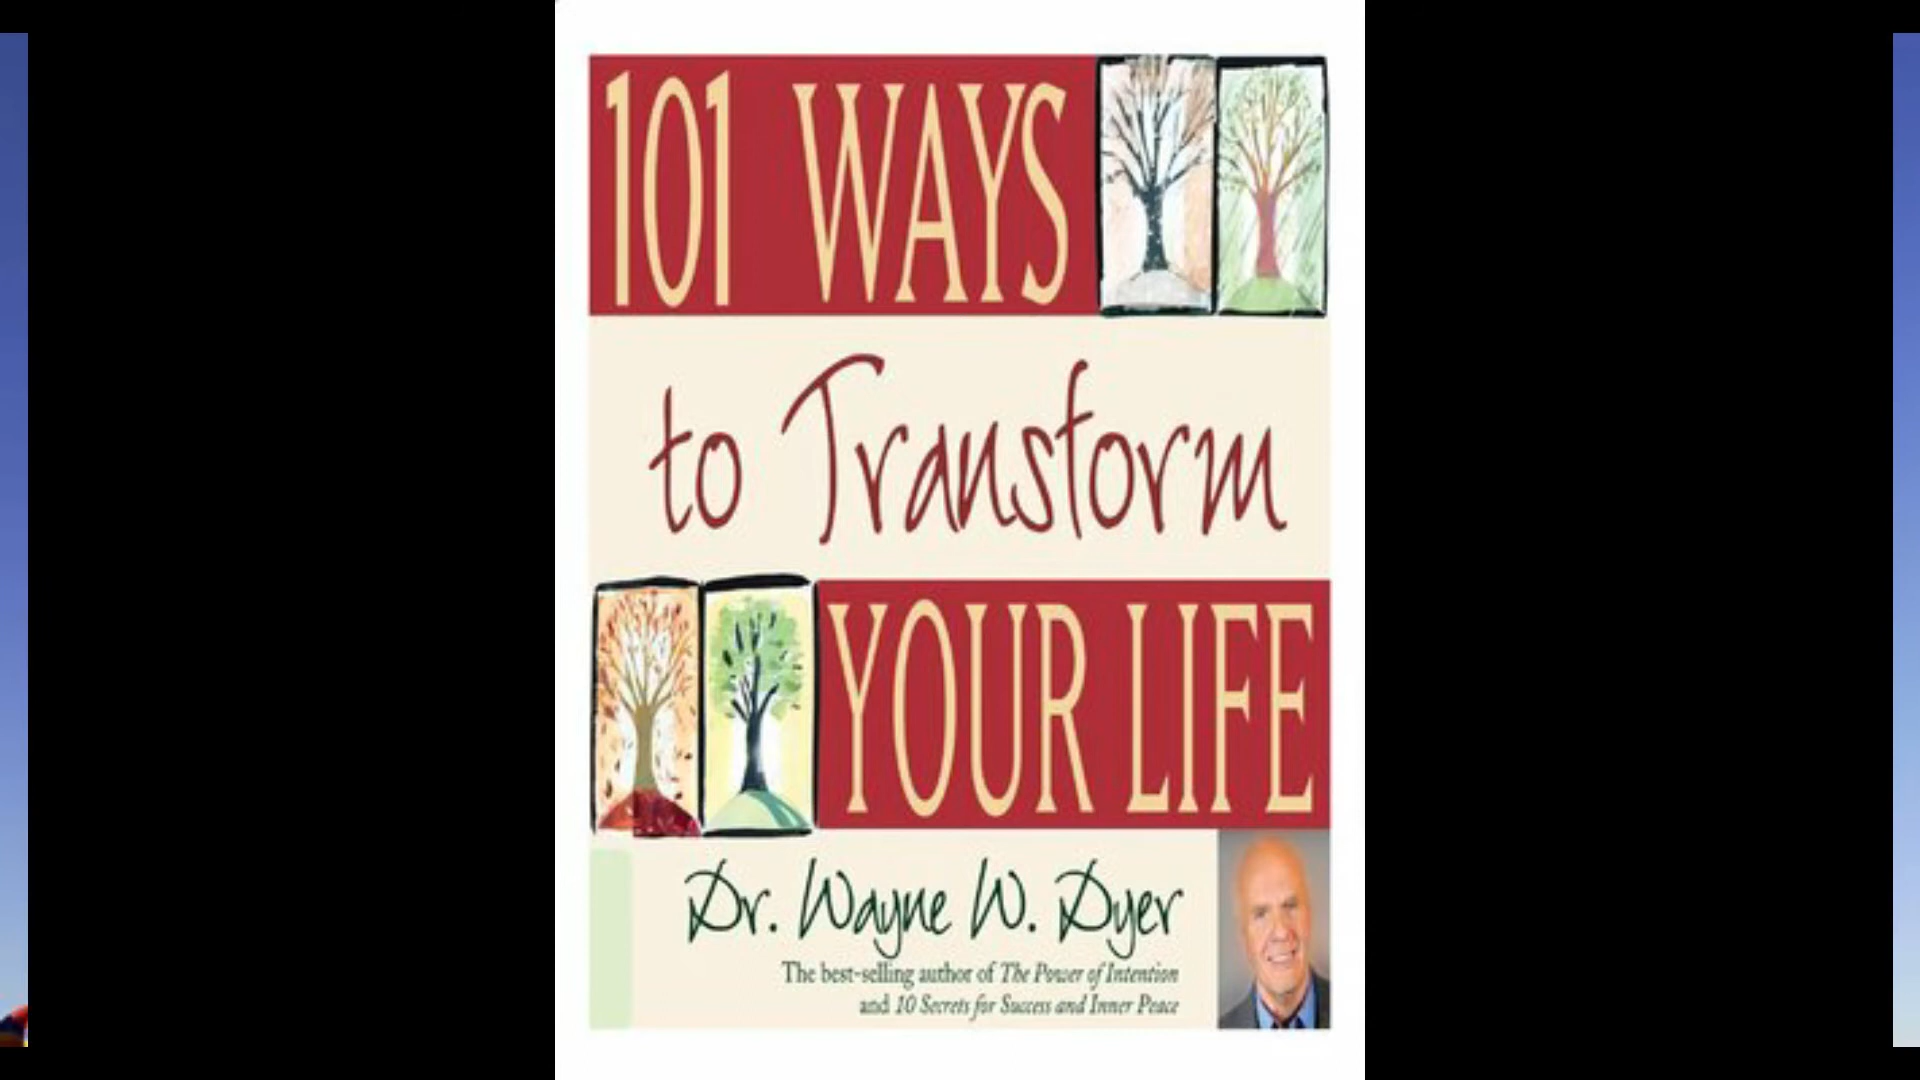 101 WAYS
to Transform
YOUR LIFE
Dr. Wayne W. Dyer
The best-selling author of The Power of Intention
and 10 Secrets for Success and Inner Peace